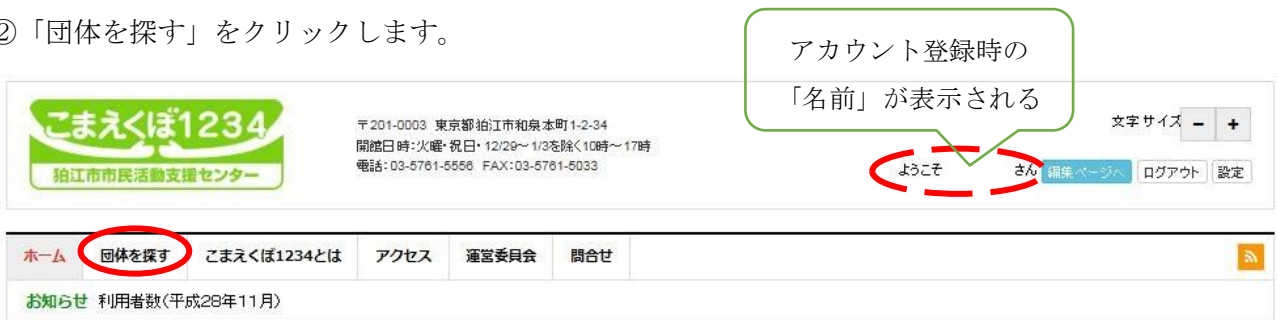 ②「団体を探す」をクリックします。
アカウント登録時の
「名前」が表示される
こまえくぼ1234
狛江市市民活動支援センター
〒201-0003 東京都狛江市和泉本町1-2-34
開館日時:火曜・祝日・12/29～1/3を除く10時～17時
電話:03-5761-5556 FAX:03-5761-5033
文字サイズ - +
ようこそ さん 編集ページへ ログアウト 設定
ホーム 団体を探す こまえくぼ1234とは アクセス 運営委員会 問合せ
お知らせ 利用者数(平成28年11月)